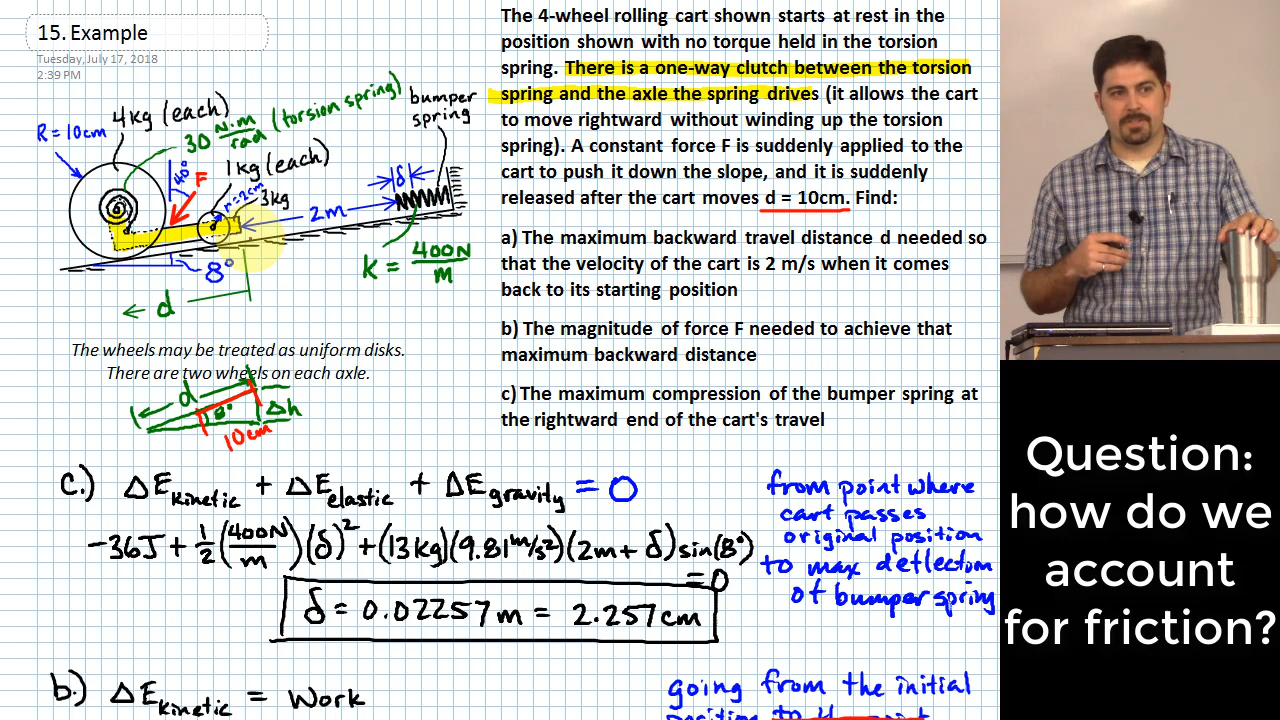 15. Example
Tuesday, July 17, 2018
2:39 PM
R = 10cm
4kg (each)
30 N·m/rad (torsion spring)
bumper
spring
40°
F
1kg (each)
r=2cm
3kg
2m
δ
8°
K = 400N/m
d
The wheels may be treated as uniform disks.
There are two wheels on each axle.
d
8°
Δh
10cm
The 4-wheel rolling cart shown starts at rest in the
position shown with no torque held in the torsion
spring. There is a one-way clutch between the torsion
spring and the axle the spring drives (it allows the cart
to move rightward without winding up the torsion
spring). A constant force F is suddenly applied to the
cart to push it down the slope, and it is suddenly
released after the cart moves d = 10cm. Find:
a) The maximum backward travel distance d needed so
that the velocity of the cart is 2 m/s when it comes
back to its starting position
b) The magnitude of force F needed to achieve that
maximum backward distance
c) The maximum compression of the bumper spring at
the rightward end of the cart's travel
c.) ΔE kinetic + ΔE elastic + ΔE gravity = 0
-36J + 1/2 (400N/m)(δ)² + (13kg)(9.81 m/s²)(2m + δ) sin(8°)
= 0
δ = 0.02257m = 2.257cm
from point where
cart passes
original position
to max deflection
of bumper spring
b.) ΔE kinetic = Work
going from the initial
Question:
how do we
account
for friction?